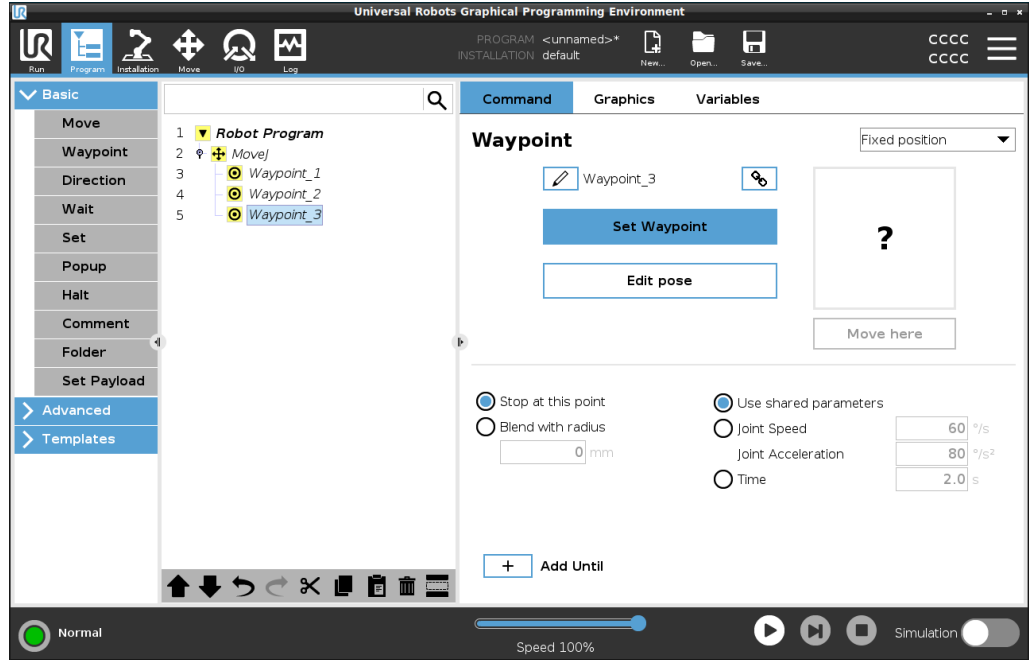 UR
Universal Robots Graphical Programming Environment
Run
Program
Installation
Move
I/O
Log
PROGRAM <unnamed>*
INSTALLATION default
New...
Open...
Save...
cccc
cccc
Basic
Move
Waypoint
Direction
Wait
Set
Popup
Halt
Comment
Folder
Set Payload
Advanced
Templates
1 Robot Program
2 MoveJ
3 Waypoint_1
4 Waypoint_2
5 Waypoint_3
Command Graphics Variables
Waypoint
Fixed position
Waypoint_3
Set Waypoint
Edit pose
?
Move here
Stop at this point
Blend with radius
0 mm
Use shared parameters
Joint Speed 60 °/s
Joint Acceleration 80 °/s²
Time 2.0 s
+ Add Until
Normal
Speed 100%
Simulation